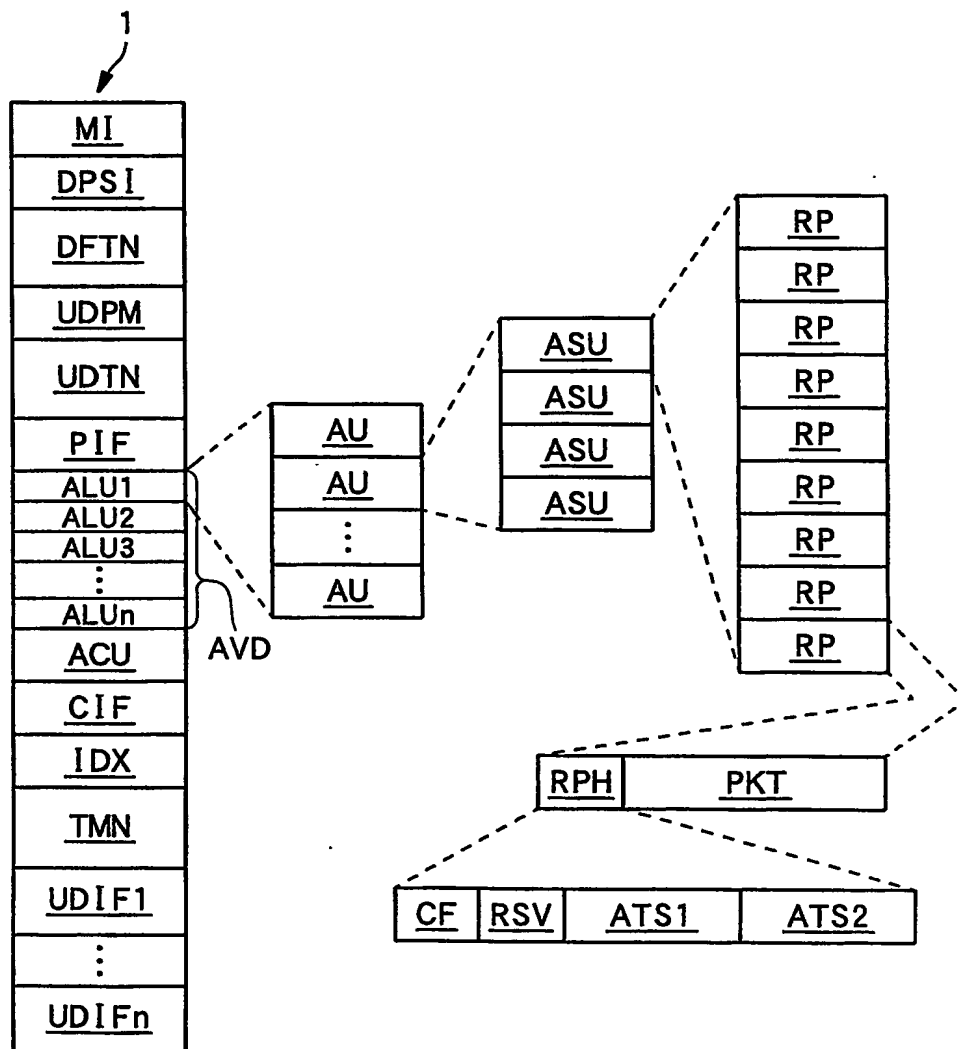 1
MI
DPSI
DFTN
UDPM
UDTN
PIF
ALU1
ALU2
ALU3
⋮
ALUn
AVD
ACU
CIF
IDX
TMN
UDIF1
⋮
UDIFn
AU
AU
⋮
AU
ASU
ASU
ASU
ASU
RP
RP
RP
RP
RP
RP
RP
RP
RP
RPH PKT
CF RSV ATS1 ATS2